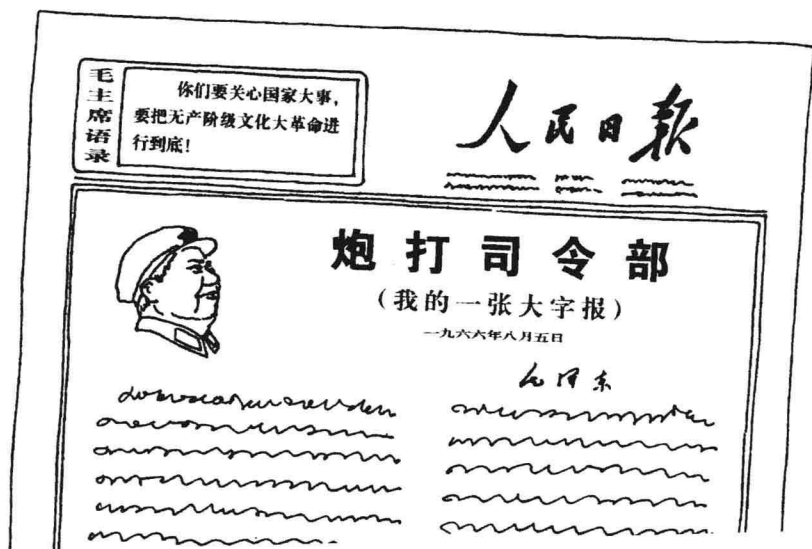 毛主席语录
你们要关心国家大事，
要把无产阶级文化大革命进
行到底！
人民日报
炮打司令部
（我的一张大字报）
一九六六年八月五日
毛泽东